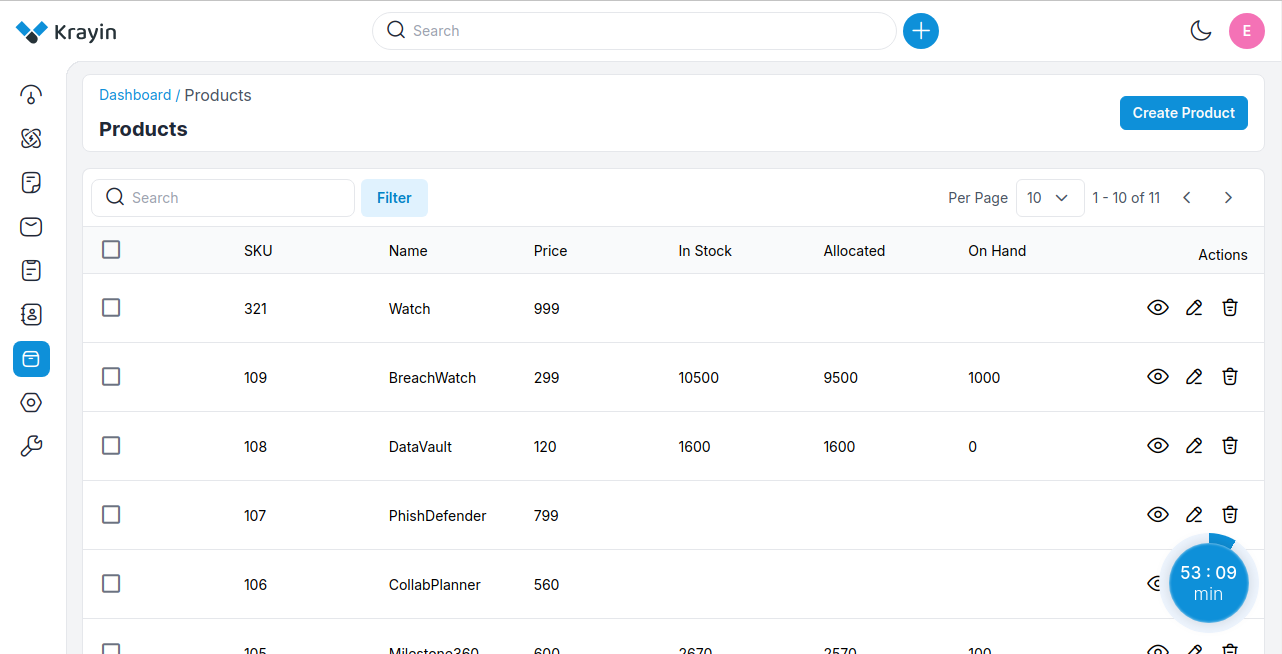 Krayin
Search
E
Dashboard / Products
Products
Create Product
Search
Filter
Per Page 10 1 - 10 of 11
SKU Name Price In Stock Allocated On Hand Actions
321 Watch 999
109 BreachWatch 299 10500 9500 1000
108 DataVault 120 1600 1600 0
107 PhishDefender 799
106 CollabPlanner 560
53 : 09
min
105 Milestone360 600 2670 2570 100